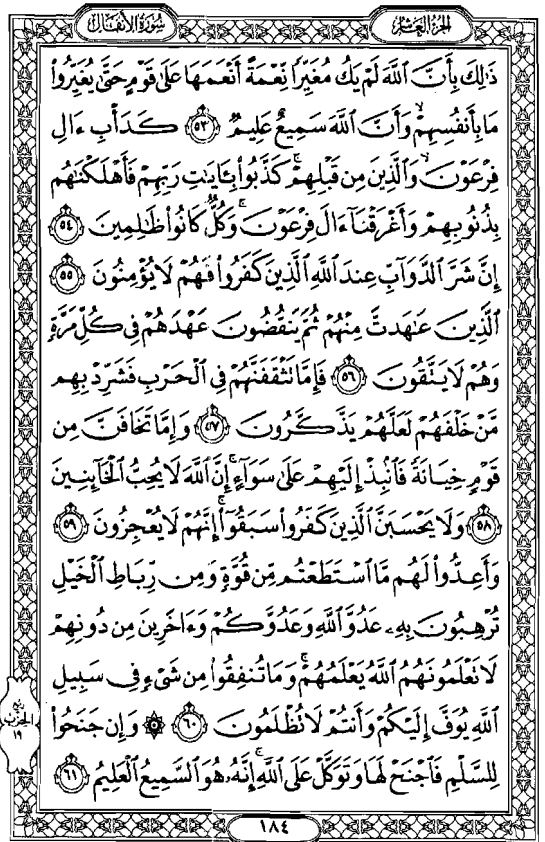 الجزء العاشر
سورة الأنفال
ذَٰلِكَ بِأَنَّ ٱللَّهَ لَمْ يَكُ مُغَيِّرًا نِّعْمَةً أَنْعَمَهَا عَلَىٰ قَوْمٍ حَتَّىٰ يُغَيِّرُوا۟
مَا بِأَنفُسِهِمْ ۙ وَأَنَّ ٱللَّهَ سَمِيعٌ عَلِيمٌ ٥٣ كَدَأْبِ ءَالِ
فِرْعَوْنَ ۙ وَٱلَّذِينَ مِن قَبْلِهِمْ ۚ كَذَّبُوا۟ بِـَٔايَـٰتِ رَبِّهِمْ فَأَهْلَكْنَـٰهُم
بِذُنُوبِهِمْ وَأَغْرَقْنَآ ءَالَ فِرْعَوْنَ ۚ وَكُلٌّ كَانُوا۟ ظَـٰلِمِينَ ٥٤
إِنَّ شَرَّ ٱلدَّوَآبِّ عِندَ ٱللَّهِ ٱلَّذِينَ كَفَرُوا۟ فَهُمْ لَا يُؤْمِنُونَ ٥٥
ٱلَّذِينَ عَـٰهَدتَّ مِنْهُمْ ثُمَّ يَنقُضُونَ عَهْدَهُمْ فِى كُلِّ مَرَّةٍ
وَهُمْ لَا يَتَّقُونَ ٥٦ فَإِمَّا تَثْقَفَنَّهُمْ فِى ٱلْحَرْبِ فَشَرِّدْ بِهِم
مَّنْ خَلْفَهُمْ لَعَلَّهُمْ يَذَّكَّرُونَ ٥٧ وَإِمَّا تَخَافَنَّ مِن
قَوْمٍ خِيَانَةً فَٱنۢبِذْ إِلَيْهِمْ عَلَىٰ سَوَآءٍ ۚ إِنَّ ٱللَّهَ لَا يُحِبُّ ٱلْخَآئِنِينَ
٥٨ وَلَا يَحْسَبَنَّ ٱلَّذِينَ كَفَرُوا۟ سَبَقُوٓا۟ ۚ إِنَّهُمْ لَا يُعْجِزُونَ ٥٩
وَأَعِدُّوا۟ لَهُم مَّا ٱسْتَطَعْتُم مِّن قُوَّةٍ وَمِن رِّبَاطِ ٱلْخَيْلِ
تُرْهِبُونَ بِهِۦ عَدُوَّ ٱللَّهِ وَعَدُوَّكُمْ وَءَاخَرِينَ مِن دُونِهِمْ
لَا تَعْلَمُونَهُمُ ٱللَّهُ يَعْلَمُهُمْ ۚ وَمَا تُنفِقُوا۟ مِن شَىْءٍ فِى سَبِيلِ
ٱللَّهِ يُوَفَّ إِلَيْكُمْ وَأَنتُمْ لَا تُظْلَمُونَ ٦٠ ۞ وَإِن جَنَحُوا۟
لِلسَّلْمِ فَٱجْنَحْ لَهَا وَتَوَكَّلْ عَلَى ٱللَّهِ ۚ إِنَّهُۥ هُوَ ٱلسَّمِيعُ ٱلْعَلِيمُ ٦١
ربع
الحزب
١٩
١٨٤